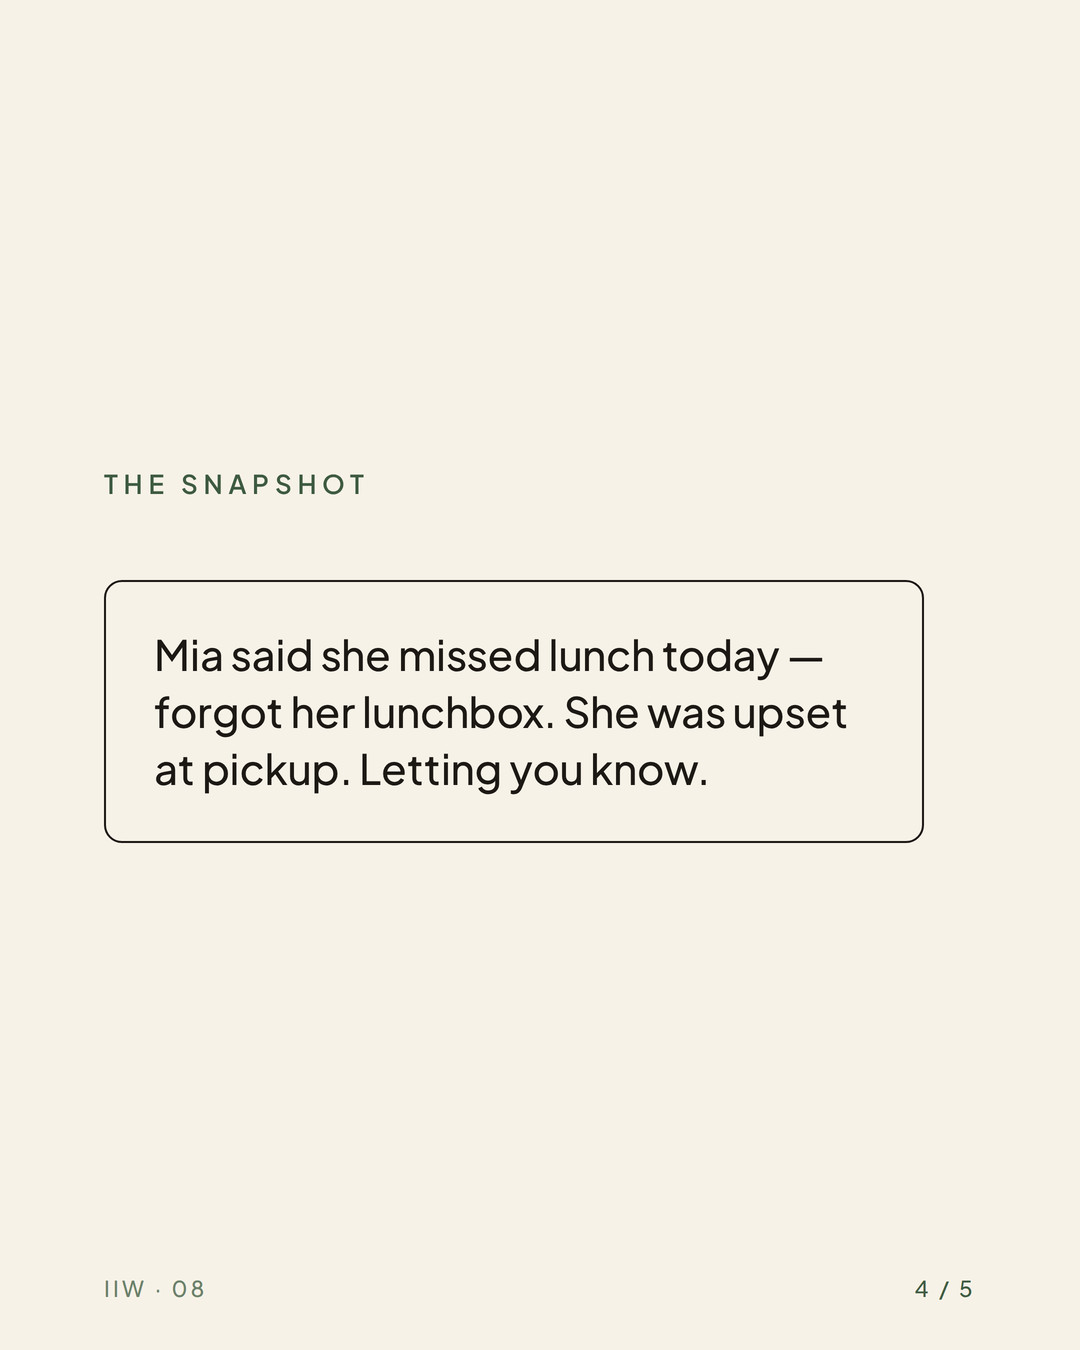 THE SNAPSHOT
Mia said she missed lunch today —
forgot her lunchbox. She was upset
at pickup. Letting you know.
IIW · 08
4 / 5